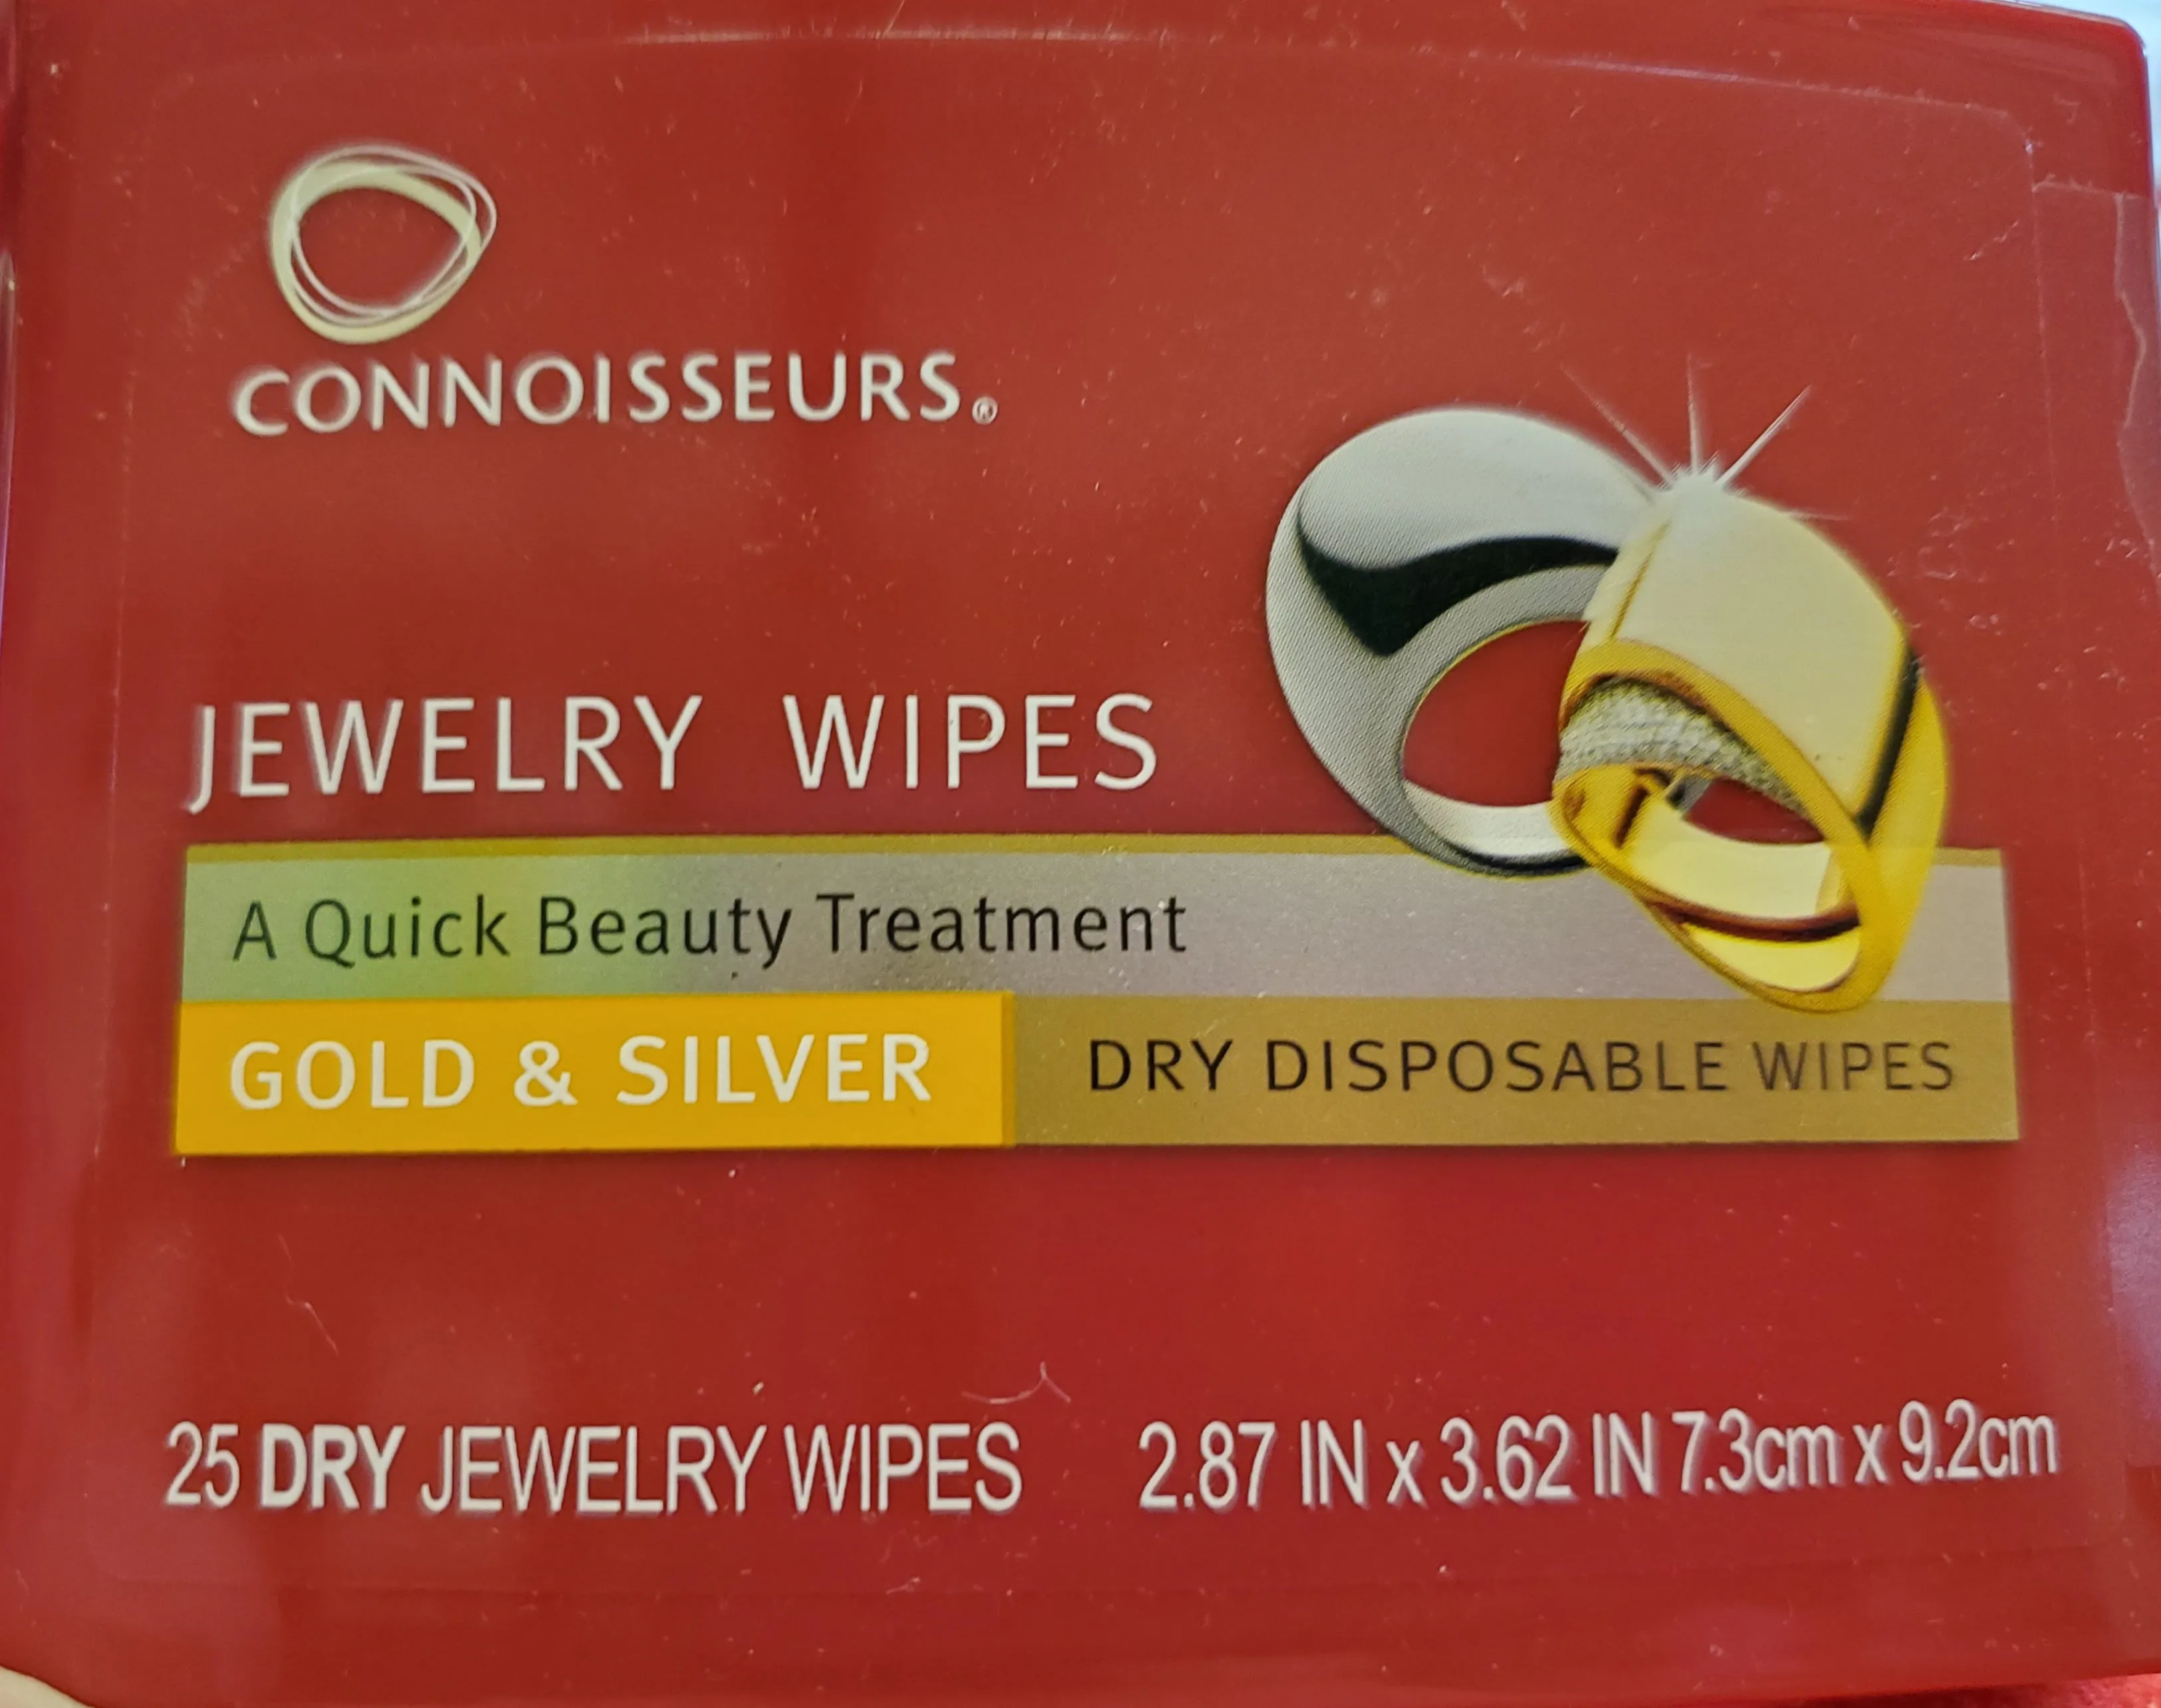 CONNOISSEURS®
JEWELRY WIPES
A Quick Beauty Treatment
GOLD & SILVER
DRY DISPOSABLE WIPES
25 DRY JEWELRY WIPES 2.87 IN x 3.62 IN 7.3cm x 9.2cm